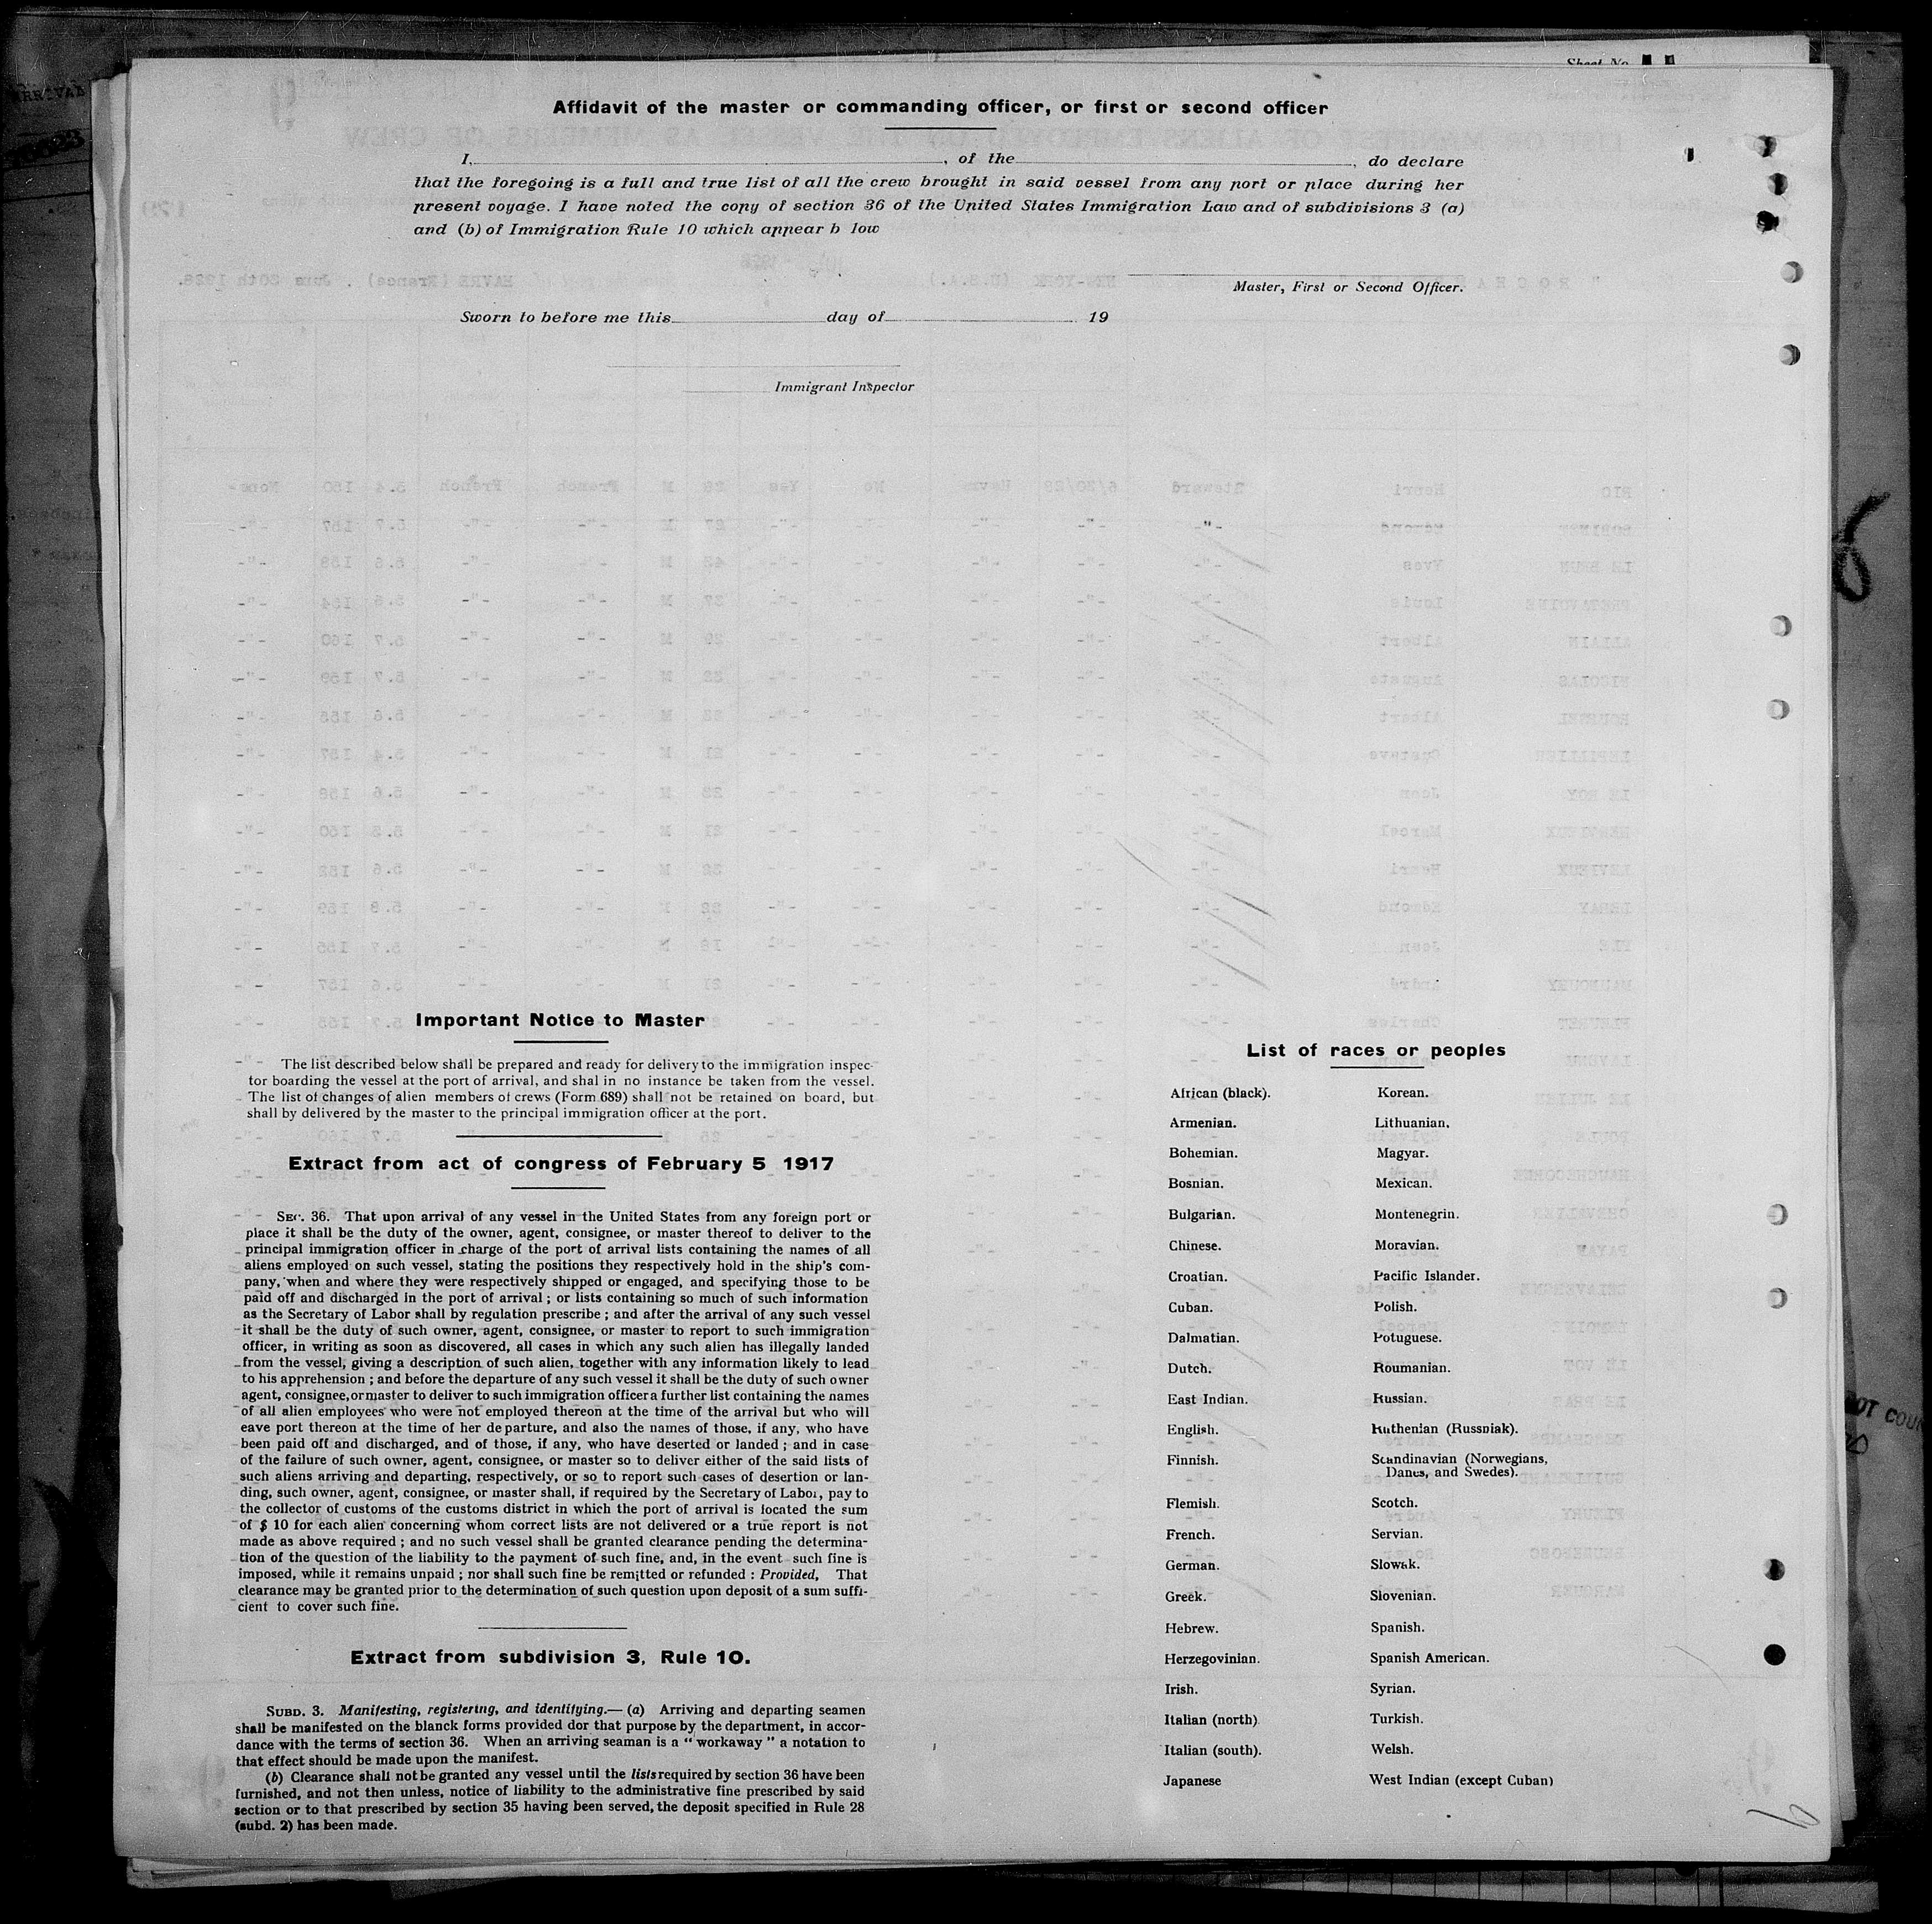 Sheet No.
Affidavit of the master or commanding officer, or first or second officer
I, , of the , do declare
that the foregoing is a full and true list of all the crew brought in said vessel from any port or place during her
present voyage. I have noted the copy of section 36 of the United States Immigration Law and of subdivisions 3 (a)
and (b) of Immigration Rule 10 which appear b low
Master, First or Second Officer.
Sworn to before me this day of 19
Immigrant Inspector
Important Notice to Master
The list described below shall be prepared and ready for delivery to the immigration inspec-
tor boarding the vessel at the port of arrival, and shal in no instance be taken from the vessel.
The list of changes of alien members of crews (Form 689) shall not be retained on board, but
shall by delivered by the master to the principal immigration officer at the port.
Extract from act of congress of February 5 1917
SEC. 36. That upon arrival of any vessel in the United States from any foreign port or
place it shall be the duty of the owner, agent, consignee, or master thereof to deliver to the
principal immigration officer in charge of the port of arrival lists containing the names of all
aliens employed on such vessel, stating the positions they respectively hold in the ship's com-
pany, when and where they were respectively shipped or engaged, and specifying those to be
paid off and discharged in the port of arrival ; or lists containing so much of such information
as the Secretary of Labor shall by regulation prescribe ; and after the arrival of any such vessel
it shall be the duty of such owner, agent, consignee, or master to report to such immigration
officer, in writing as soon as discovered, all cases in which any such alien has illegally landed
from the vessel, giving a description of such alien, together with any information likely to lead
to his apprehension ; and before the departure of any such vessel it shall be the duty of such owner
agent, consignee, or master to deliver to such immigration officer a further list containing the names
of all alien employees who were not employed thereon at the time of the arrival but who will
eave port thereon at the time of her departure, and also the names of those, if any, who have
been paid off and discharged, and of those, if any, who have deserted or landed ; and in case
of the failure of such owner, agent, consignee, or master so to deliver either of the said lists of
such aliens arriving and departing, respectively, or so to report such cases of desertion or lan-
ding, such owner, agent, consignee, or master shall, if required by the Secretary of Labor, pay to
the collector of customs of the customs district in which the port of arrival is located the sum
of $ 10 for each alien concerning whom correct lists are not delivered or a true report is not
made as above required ; and no such vessel shall be granted clearance pending the determina-
tion of the question of the liability to the payment of such fine, and, in the event such fine is
imposed, while it remains unpaid ; nor shall such fine be remitted or refunded : Provided, That
clearance may be granted prior to the determination of such question upon deposit of a sum suffi-
cient to cover such fine.
Extract from subdivision 3, Rule 10.
SUBD. 3. Manifesting, registering, and identifying.— (a) Arriving and departing seamen
shall be manifested on the blanck forms provided dor that purpose by the department, in accor-
dance with the terms of section 36. When an arriving seaman is a " workaway " a notation to
that effect should be made upon the manifest.
(b) Clearance shall not be granted any vessel until the lists required by section 36 have been
furnished, and not then unless, notice of liability to the administrative fine prescribed by said
section or to that prescribed by section 35 having been served, the deposit specified in Rule 28
(subd. 2) has been made.
List of races or peoples
African (black).
Armenian.
Bohemian.
Bosnian.
Bulgarian.
Chinese.
Croatian.
Cuban.
Dalmatian.
Dutch.
East Indian.
English.
Finnish.
Flemish.
French.
German.
Greek.
Hebrew.
Herzegovinian.
Irish.
Italian (north)
Italian (south).
Japanese
Korean.
Lithuanian.
Magyar.
Mexican.
Montenegrin.
Moravian.
Pacific Islander.
Polish.
Potuguese.
Roumanian.
Russian.
Ruthenian (Russniak).
Scandinavian (Norwegians,
Danes, and Swedes).
Scotch.
Servian.
Slowak.
Slovenian.
Spanish.
Spanish American.
Syrian.
Turkish.
Welsh.
West Indian (except Cuban)
9